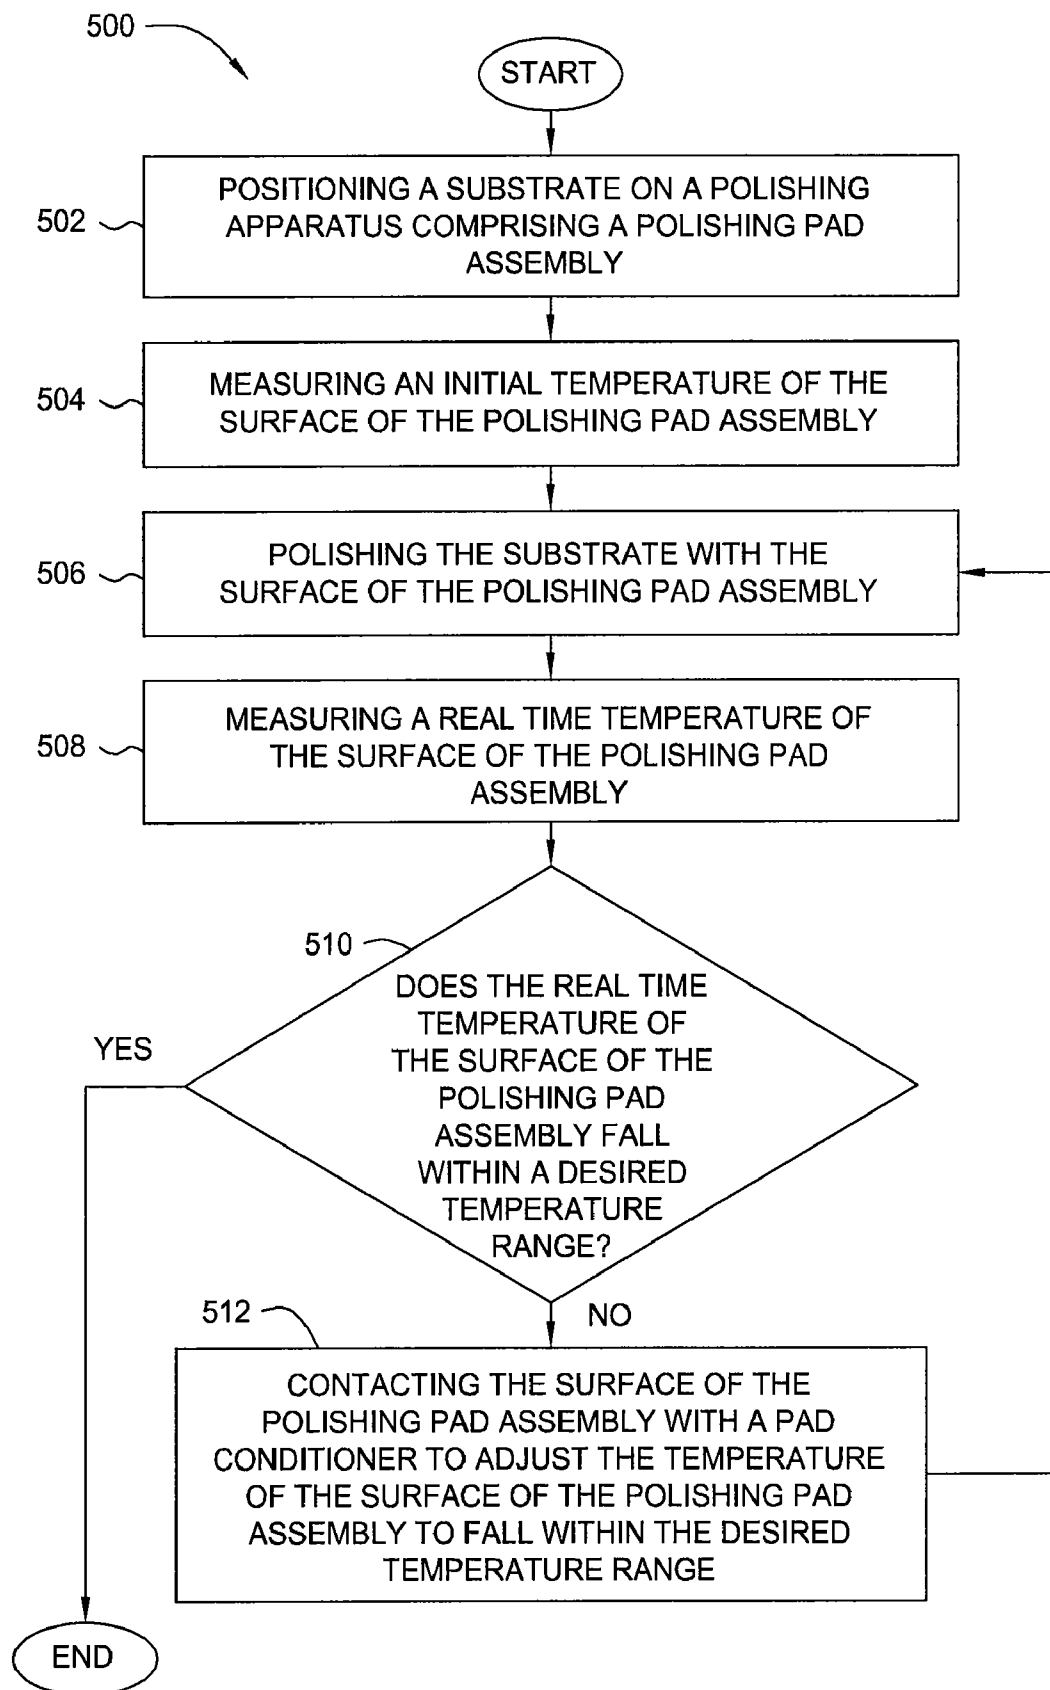 500
START
502
POSITIONING A SUBSTRATE ON A POLISHING
APPARATUS COMPRISING A POLISHING PAD
ASSEMBLY
504
MEASURING AN INITIAL TEMPERATURE OF THE
SURFACE OF THE POLISHING PAD ASSEMBLY
506
POLISHING THE SUBSTRATE WITH THE
SURFACE OF THE POLISHING PAD ASSEMBLY
508
MEASURING A REAL TIME TEMPERATURE OF
THE SURFACE OF THE POLISHING PAD
ASSEMBLY
510
DOES THE REAL TIME
TEMPERATURE OF
THE SURFACE OF THE
POLISHING PAD
ASSEMBLY FALL
WITHIN A DESIRED
TEMPERATURE
RANGE?
YES
NO
512
CONTACTING THE SURFACE OF THE
POLISHING PAD ASSEMBLY WITH A PAD
CONDITIONER TO ADJUST THE TEMPERATURE
OF THE SURFACE OF THE POLISHING PAD
ASSEMBLY TO FALL WITHIN THE DESIRED
TEMPERATURE RANGE
END